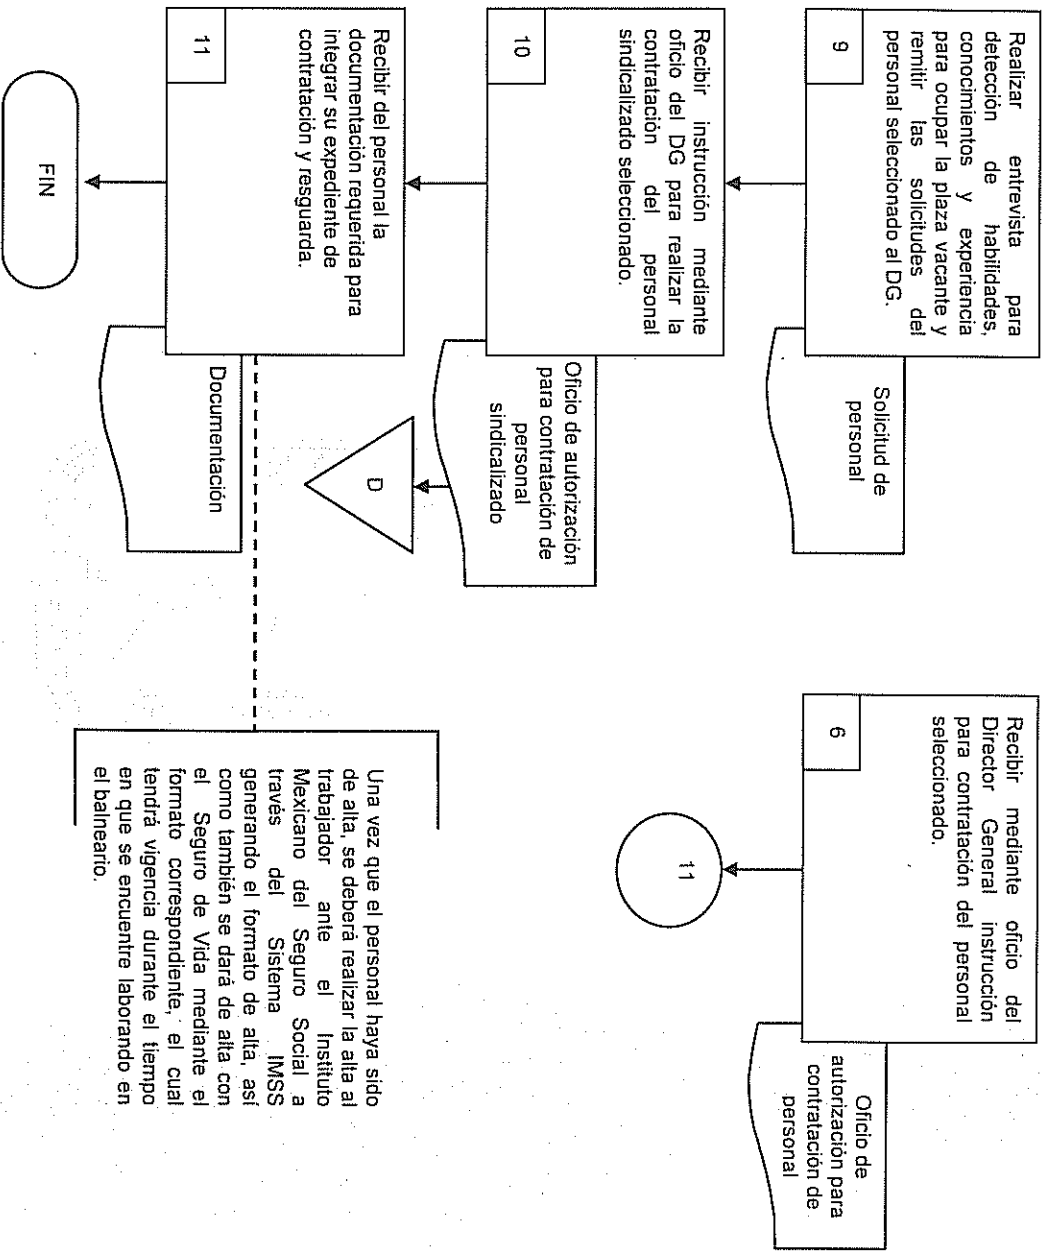 Realizar entrevista para
detección de habilidades,
conocimientos y experiencia
para ocupar la plaza vacante y
remitir las solicitudes del
personal seleccionado al DG.
9
Solicitud de
personal
Recibir instrucción mediante
oficio del DG para realizar la
contratación del personal
sindicalizado seleccionado.
10
Oficio de autorización
para contratación de
personal
sindicalizado
D
Recibir del personal la
documentación requerida para
integrar su expediente de
contratación y resguarda.
11
Documentación
FIN
Recibir mediante oficio del
Director General instrucción
para contratación del personal
seleccionado.
6
Oficio de
autorización para
contratación de
personal
11
Una vez que el personal haya sido
de alta, se deberá realizar la alta al
trabajador ante el Instituto
Mexicano del Seguro Social a
través del Sistema IMSS
generando el formato de alta, así
como también se dará de alta con
el Seguro de Vida mediante el
formato correspondiente, el cual
tendrá vigencia durante el tiempo
en que se encuentre laborando en
el balneario.